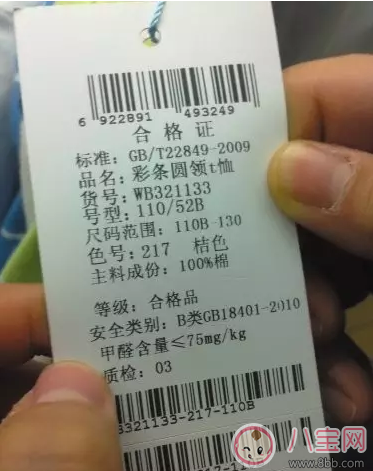 6 922891 493249
合格证
标准: GB/T22849-2009
品名: 彩条圆领t恤
货号: WB321133
号型: 110/52B
尺码范围: 110B-130
色号: 217 桔色
主料成份: 100%棉
等级: 合格品
安全类别: B类GB18401-2010
甲醛含量≤75mg/kg
质检: 03
321133-217-110B
八宝网
www.8bb.com